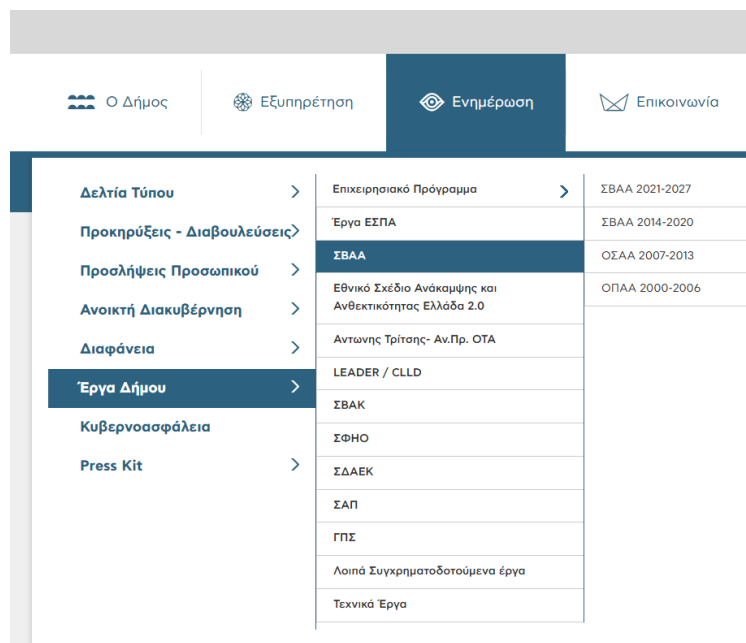 Ο Δήμος
Εξυπηρέτηση
Ενημέρωση
Επικοινωνία
Δελτία Τύπου
Προκηρύξεις - Διαβουλεύσεις
Προσλήψεις Προσωπικού
Ανοικτή Διακυβέρνηση
Διαφάνεια
Έργα Δήμου
Κυβερνοασφάλεια
Press Kit
Επιχειρησιακό Πρόγραμμα
Έργα ΕΣΠΑ
ΣΒΑΑ
Εθνικό Σχέδιο Ανάκαμψης και
Ανθεκτικότητας Ελλάδα 2.0
Αντωνης Τρίτσης- Αν.Πρ. ΟΤΑ
LEADER / CLLD
ΣΒΑΚ
ΣΦΗΟ
ΣΔΑΕΚ
ΣΑΠ
ΓΠΣ
Λοιπά Συγχρηματοδοτούμενα έργα
Τεχνικά Έργα
ΣΒΑΑ 2021-2027
ΣΒΑΑ 2014-2020
ΟΣΑΑ 2007-2013
ΟΠΑΑ 2000-2006